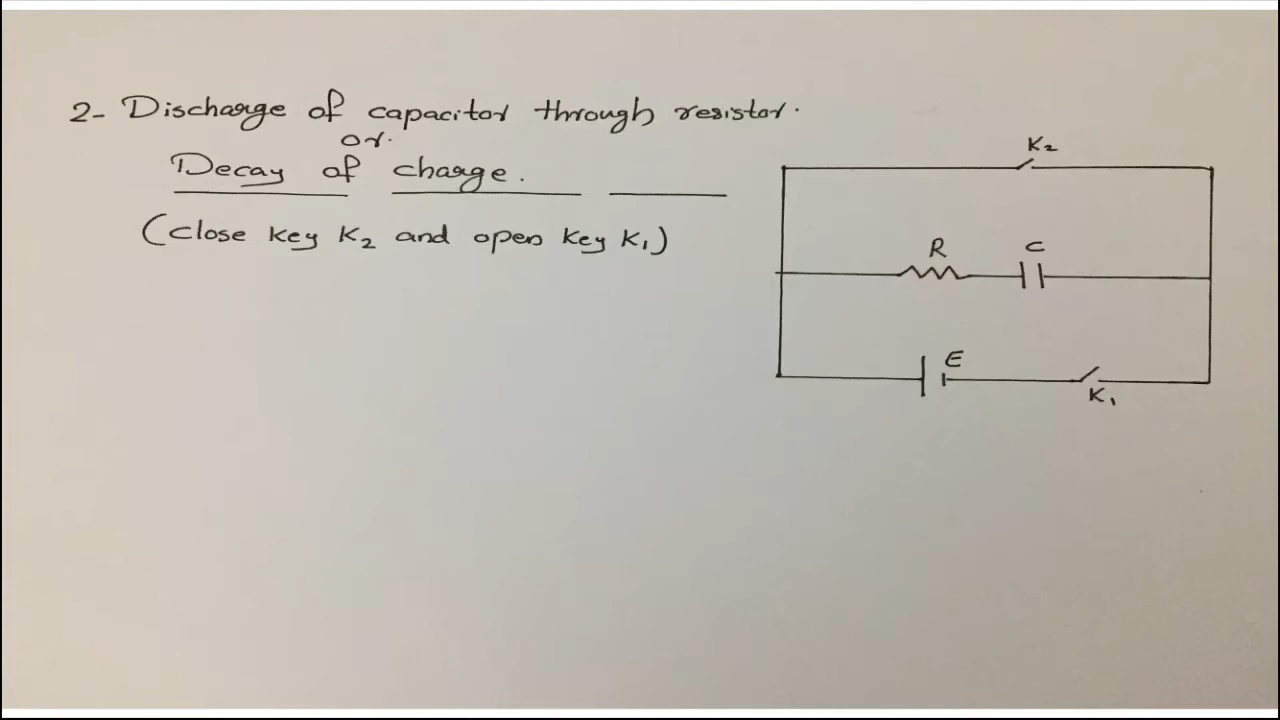 2- Discharge of capacitor through resistor.
or.
Decay of charge.
(close key K₂ and open key K₁)
K₂
R C
E
K₁